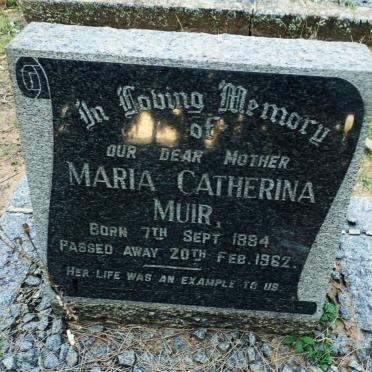 In Loving Memory
of
OUR DEAR MOTHER
MARIA CATHERINA
MUIR,
BORN 7TH SEPT. 1884
PASSED AWAY 20TH FEB. 1962.
HER LIFE WAS AN EXAMPLE TO US